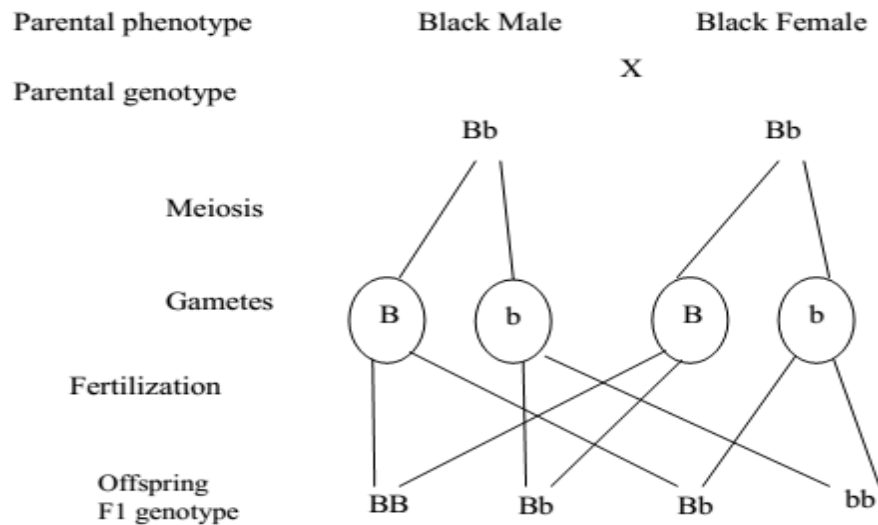 Parental phenotype Black Male Black Female
X
Parental genotype
Bb Bb
Meiosis
Gametes B b B b
Fertilization
Offspring
F1 genotype BB Bb Bb bb